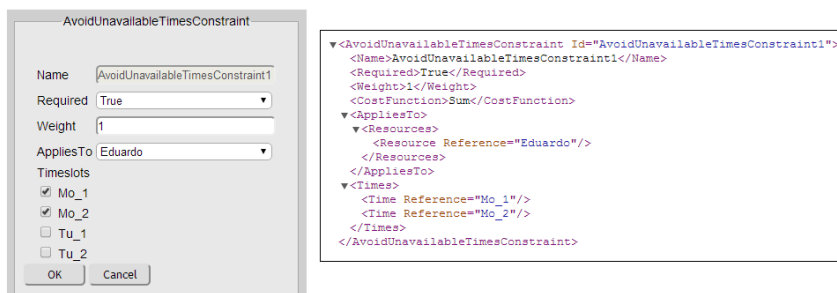 AvoidUnavailableTimesConstraint
Name AvoidUnavailableTimesConstraint1
Required True
Weight 1
AppliesTo Eduardo
Timeslots
Mo_1
Mo_2
Tu_1
Tu_2
OK Cancel
▼<AvoidUnavailableTimesConstraint Id="AvoidUnavailableTimesConstraint1">
<Name>AvoidUnavailableTimesConstraint1</Name>
<Required>True</Required>
<Weight>1</Weight>
<CostFunction>Sum</CostFunction>
▼<AppliesTo>
▼<Resources>
<Resource Reference="Eduardo"/>
</Resources>
</AppliesTo>
▼<Times>
<Time Reference="Mo_1"/>
<Time Reference="Mo_2"/>
</Times>
</AvoidUnavailableTimesConstraint>